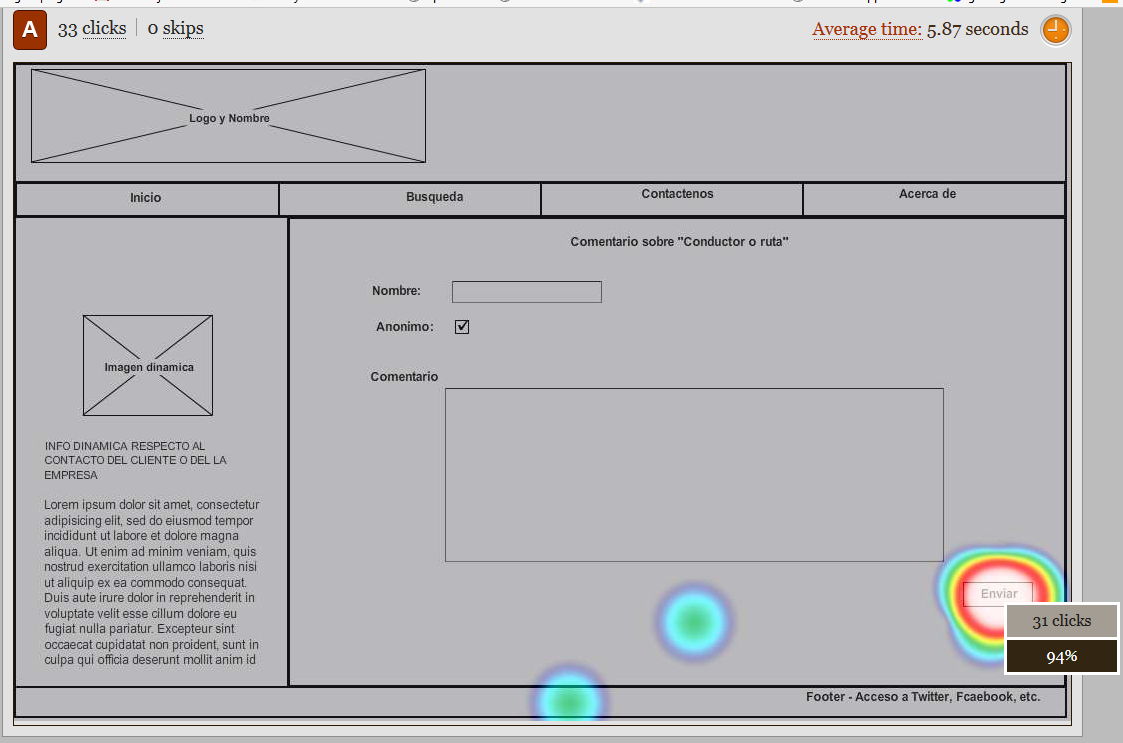 A 33 clicks 0 skips Average time: 5.87 seconds
Logo y Nombre
Inicio Busqueda Contactenos Acerca de
Comentario sobre "Conductor o ruta"
Nombre:
Anonimo:
Comentario
Imagen dinamica
INFO DINAMICA RESPECTO AL
CONTACTO DEL CLIENTE O DEL LA
EMPRESA
Lorem ipsum dolor sit amet, consectetur
adipisicing elit, sed do eiusmod tempor
incididunt ut labore et dolore magna
aliqua. Ut enim ad minim veniam, quis
nostrud exercitation ullamco laboris nisi
ut aliquip ex ea commodo consequat.
Duis aute irure dolor in reprehenderit in
voluptate velit esse cillum dolore eu
fugiat nulla pariatur. Excepteur sint
occaecat cupidatat non proident, sunt in
culpa qui officia deserunt mollit anim id
Enviar
31 clicks
94%
Footer - Acceso a Twitter, Fcaebook, etc.